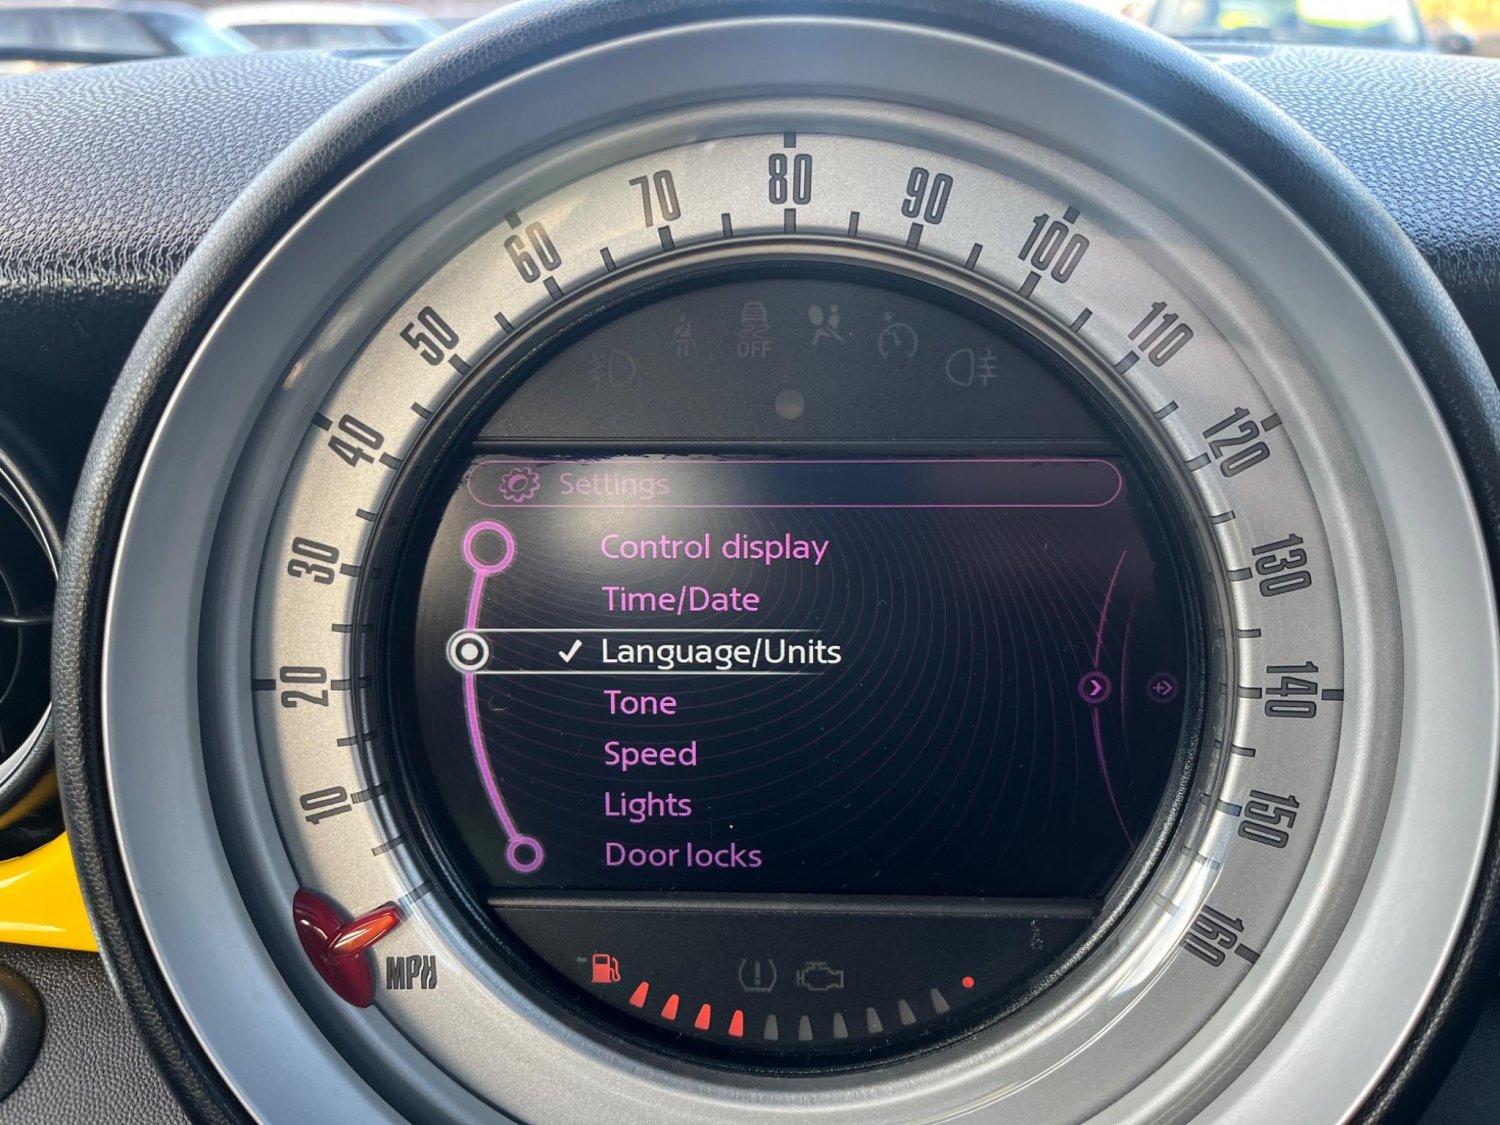 10
20
30
40
50
60
70
80
90
100
110
120
130
140
150
160
MPH
OFF
Settings
Control display
Time/Date
✓ Language/Units
Tone
Speed
Lights
Door locks